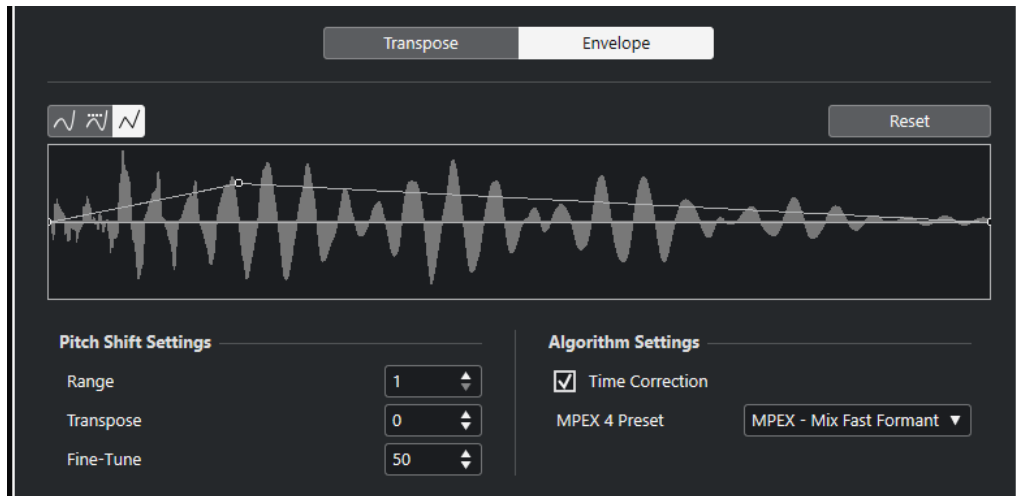 Transpose Envelope
Reset
Pitch Shift Settings
Range 1
Transpose 0
Fine-Tune 50
Algorithm Settings
Time Correction
MPEX 4 Preset MPEX - Mix Fast Formant